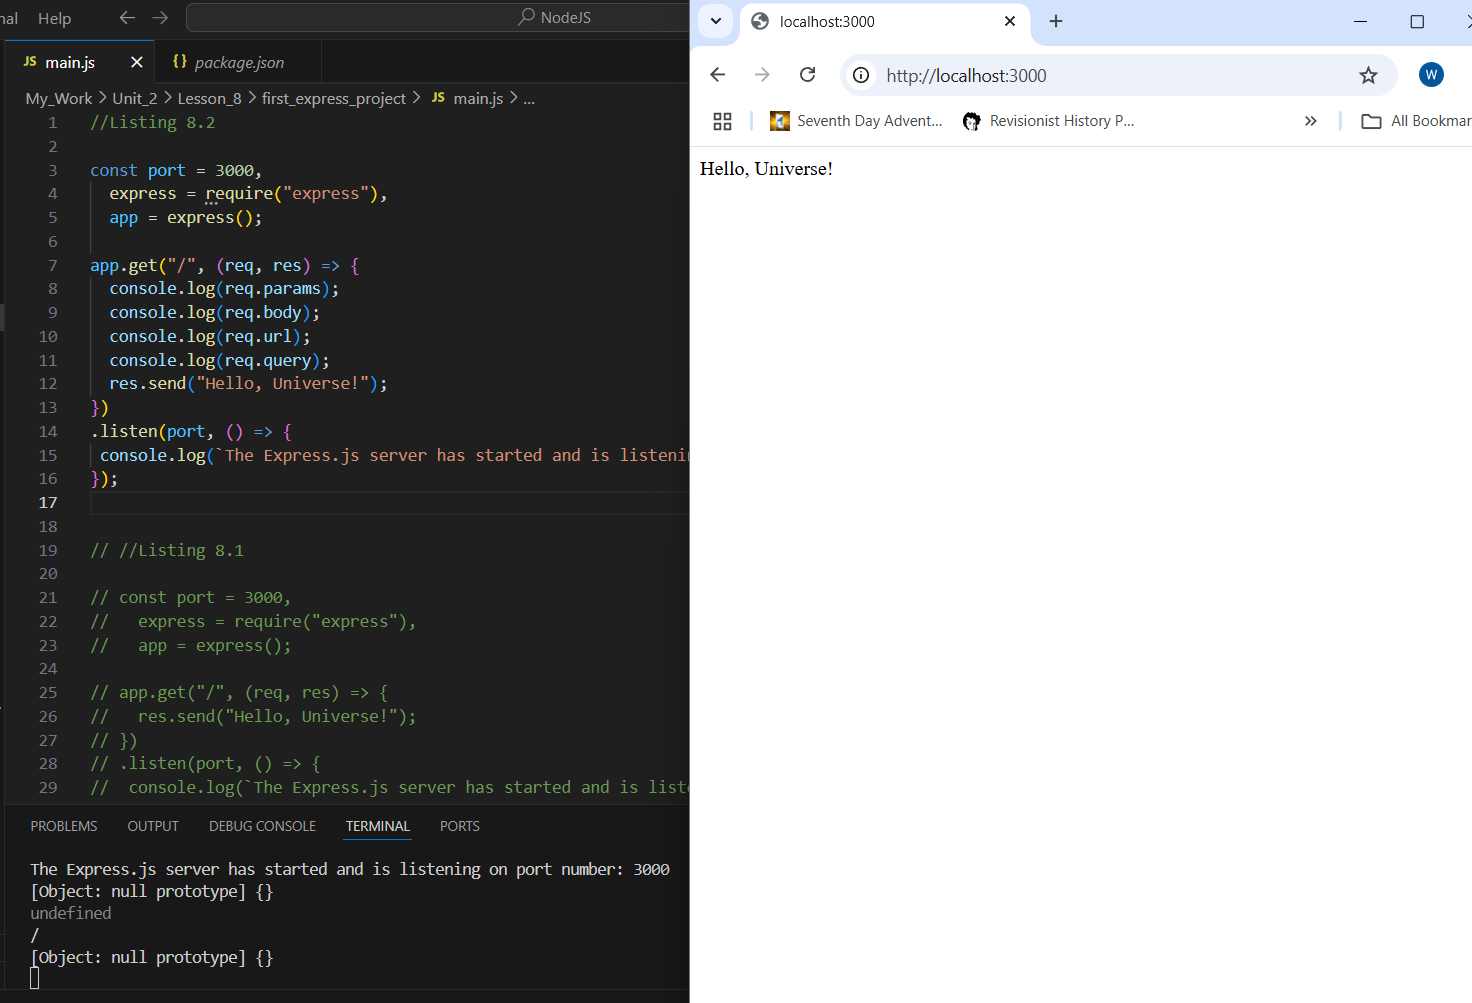 nal Help NodeJS
JS main.js {} package.json
My_Work > Unit_2 > Lesson_8 > first_express_project > JS main.js > ...
1 //Listing 8.2
2
3 const port = 3000,
4 express = require("express"),
5 app = express();
6
7 app.get("/", (req, res) => {
8 console.log(req.params);
9 console.log(req.body);
10 console.log(req.url);
11 console.log(req.query);
12 res.send("Hello, Universe!");
13 })
14 .listen(port, () => {
15 console.log(`The Express.js server has started and is listenin
16 });
17
18
19 // //Listing 8.1
20
21 // const port = 3000,
22 // express = require("express"),
23 // app = express();
24
25 // app.get("/", (req, res) => {
26 // res.send("Hello, Universe!");
27 // })
28 // .listen(port, () => {
29 // console.log(`The Express.js server has started and is liste
PROBLEMS OUTPUT DEBUG CONSOLE TERMINAL PORTS
The Express.js server has started and is listening on port number: 3000
[Object: null prototype] {}
undefined
/
[Object: null prototype] {}
localhost:3000
http://localhost:3000
W
Seventh Day Advent... Revisionist History P... » All Bookmar
Hello, Universe!